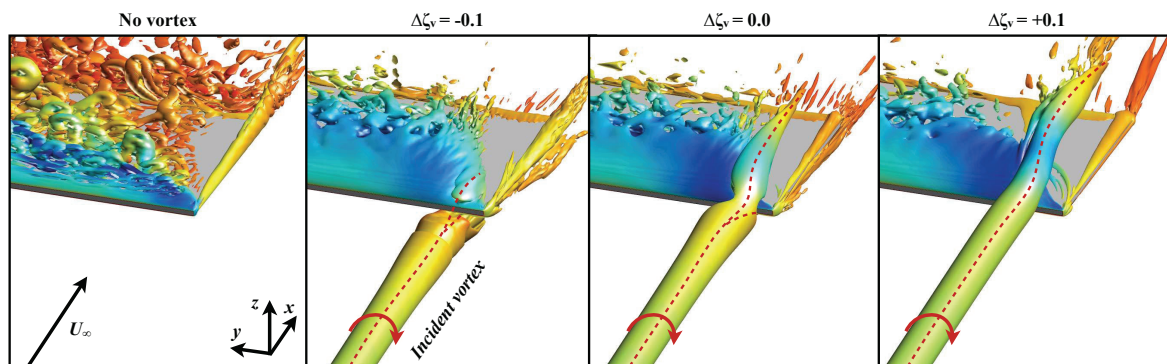 No vortex
Δζᵥ = -0.1
Δζᵥ = 0.0
Δζᵥ = +0.1
Incident vortex
U∞
z
x
y